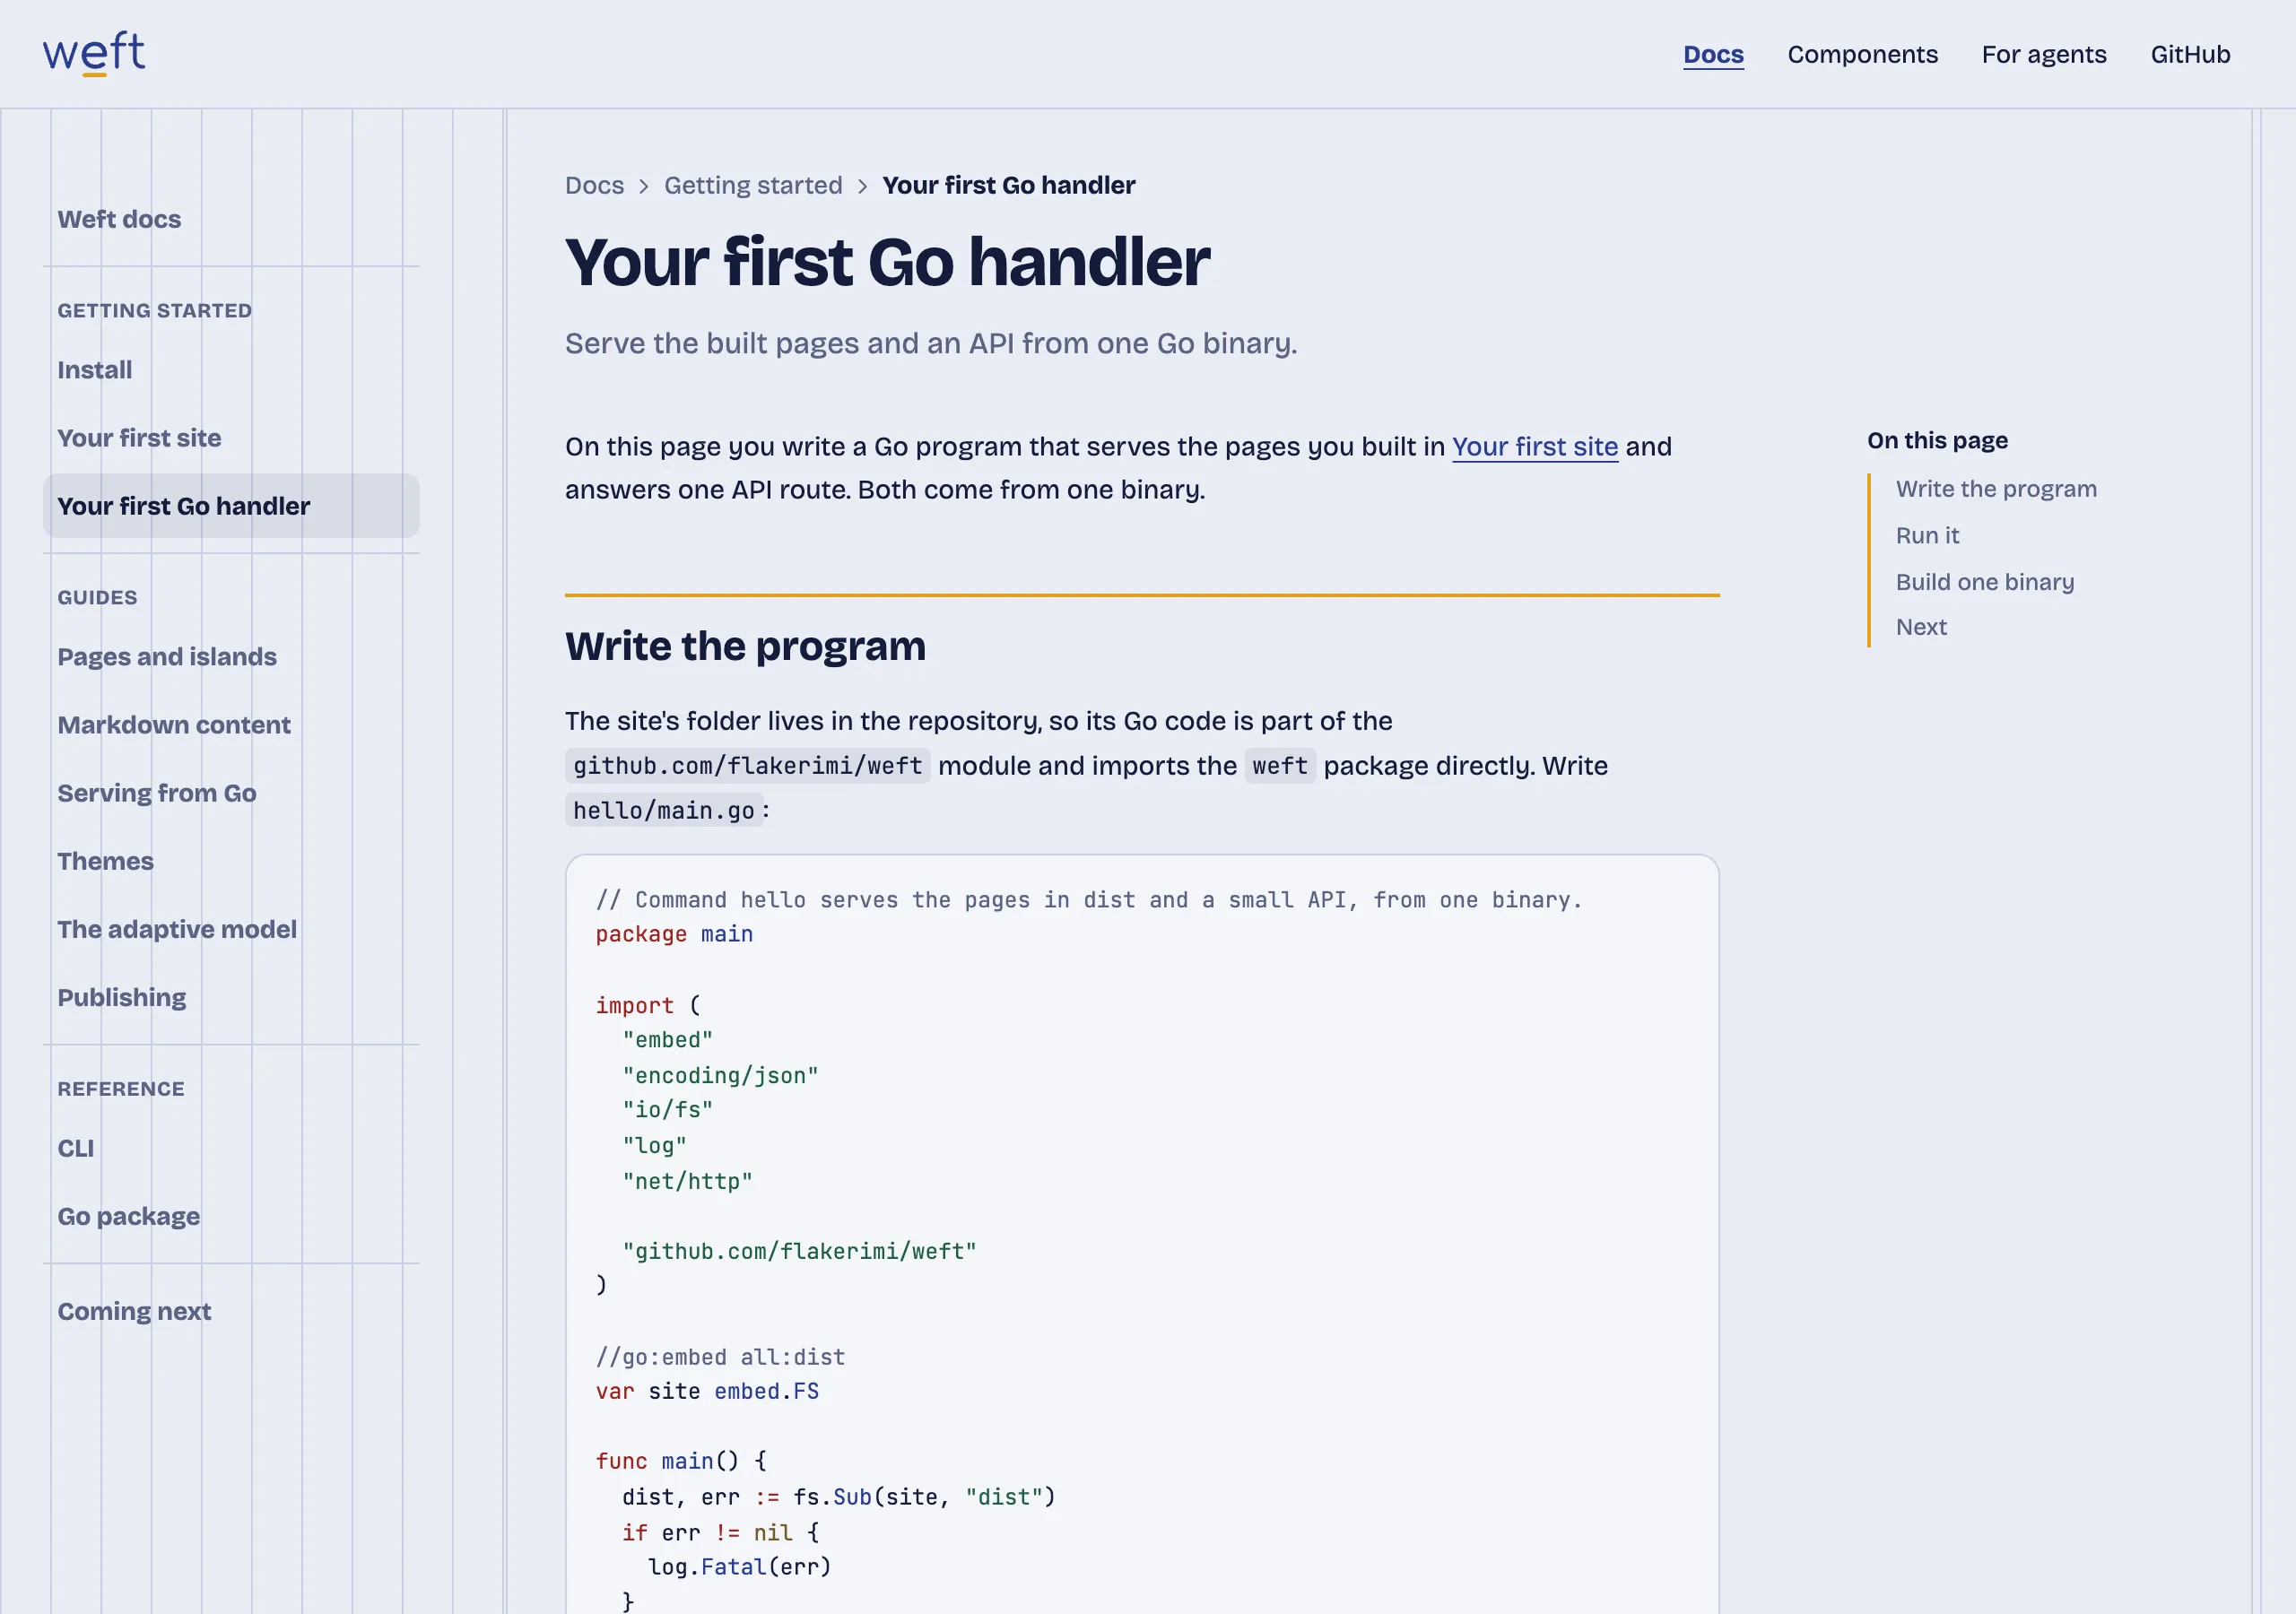 weft
Docs
Components
For agents
GitHub
Weft docs
GETTING STARTED
Install
Your first site
Your first Go handler
GUIDES
Pages and islands
Markdown content
Serving from Go
Themes
The adaptive model
Publishing
REFERENCE
CLI
Go package
Coming next
Docs > Getting started > Your first Go handler
Your first Go handler
Serve the built pages and an API from one Go binary.
On this page you write a Go program that serves the pages you built in Your first site and
answers one API route. Both come from one binary.
Write the program
The site's folder lives in the repository, so its Go code is part of the
github.com/flakerimi/weft module and imports the weft package directly. Write
hello/main.go:
// Command hello serves the pages in dist and a small API, from one binary.
package main
import (
  "embed"
  "encoding/json"
  "io/fs"
  "log"
  "net/http"
  "github.com/flakerimi/weft"
)
//go:embed all:dist
var site embed.FS
func main() {
  dist, err := fs.Sub(site, "dist")
  if err != nil {
    log.Fatal(err)
  }
On this page
Write the program
Run it
Build one binary
Next